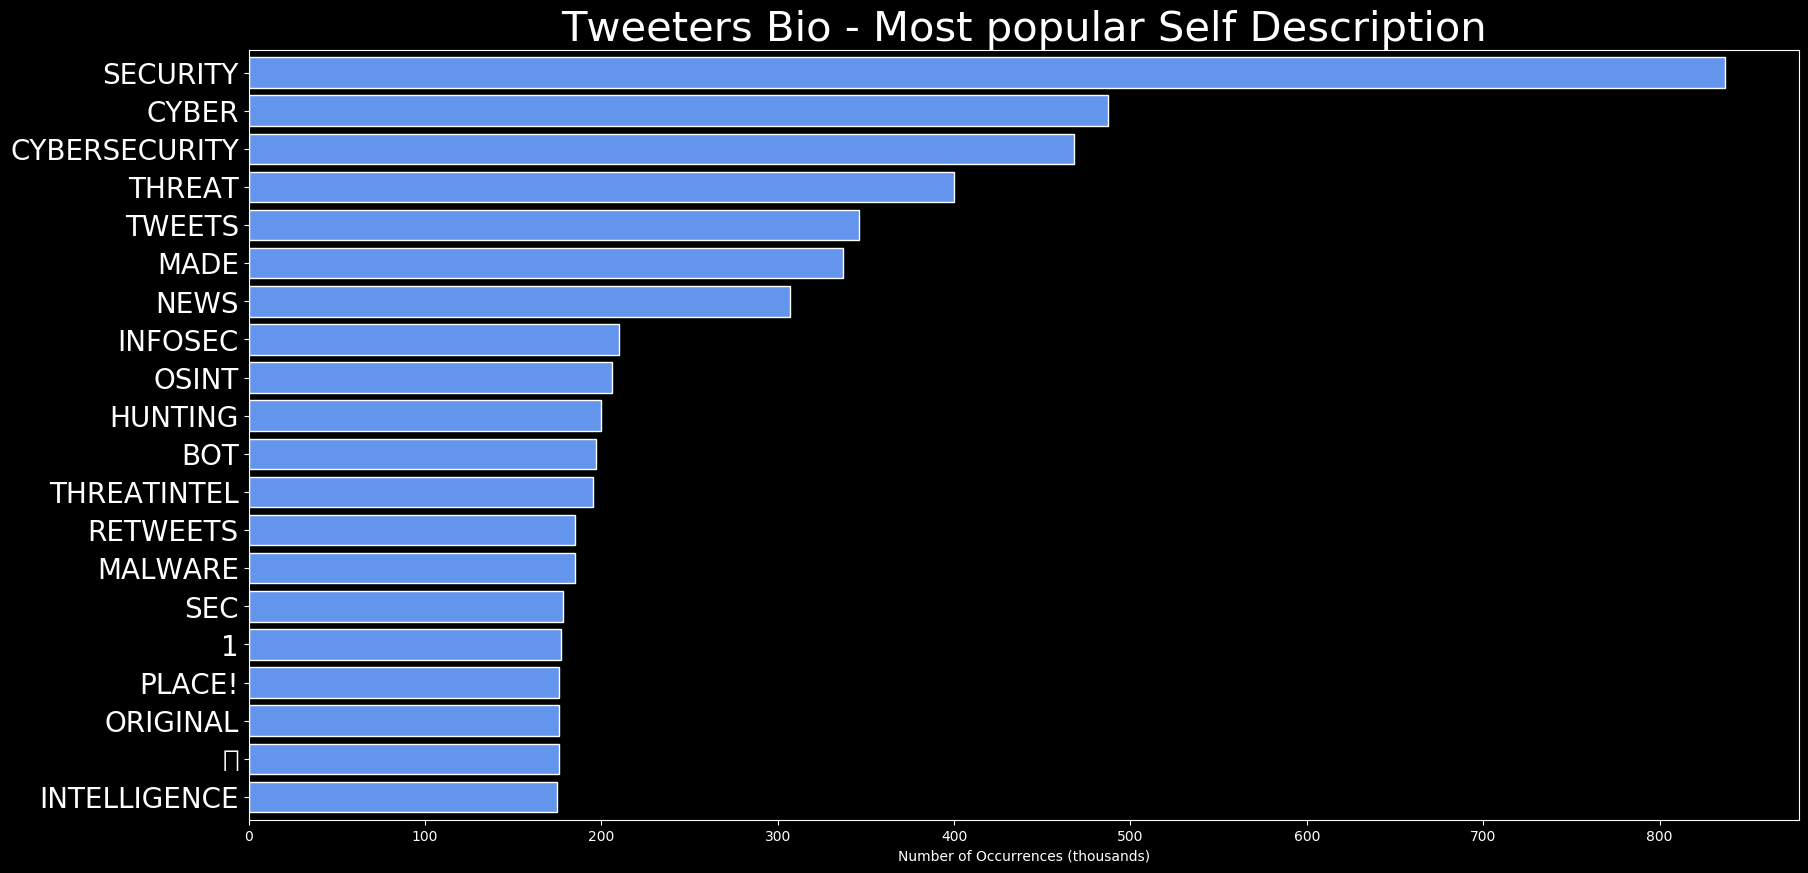 Tweeters Bio - Most popular Self Description
SECURITY
CYBER
CYBERSECURITY
THREAT
TWEETS
MADE
NEWS
INFOSEC
OSINT
HUNTING
BOT
THREATINTEL
RETWEETS
MALWARE
SEC
1
PLACE!
ORIGINAL
INTELLIGENCE
0 100 200 300 400 500 600 700 800
Number of Occurrences (thousands)